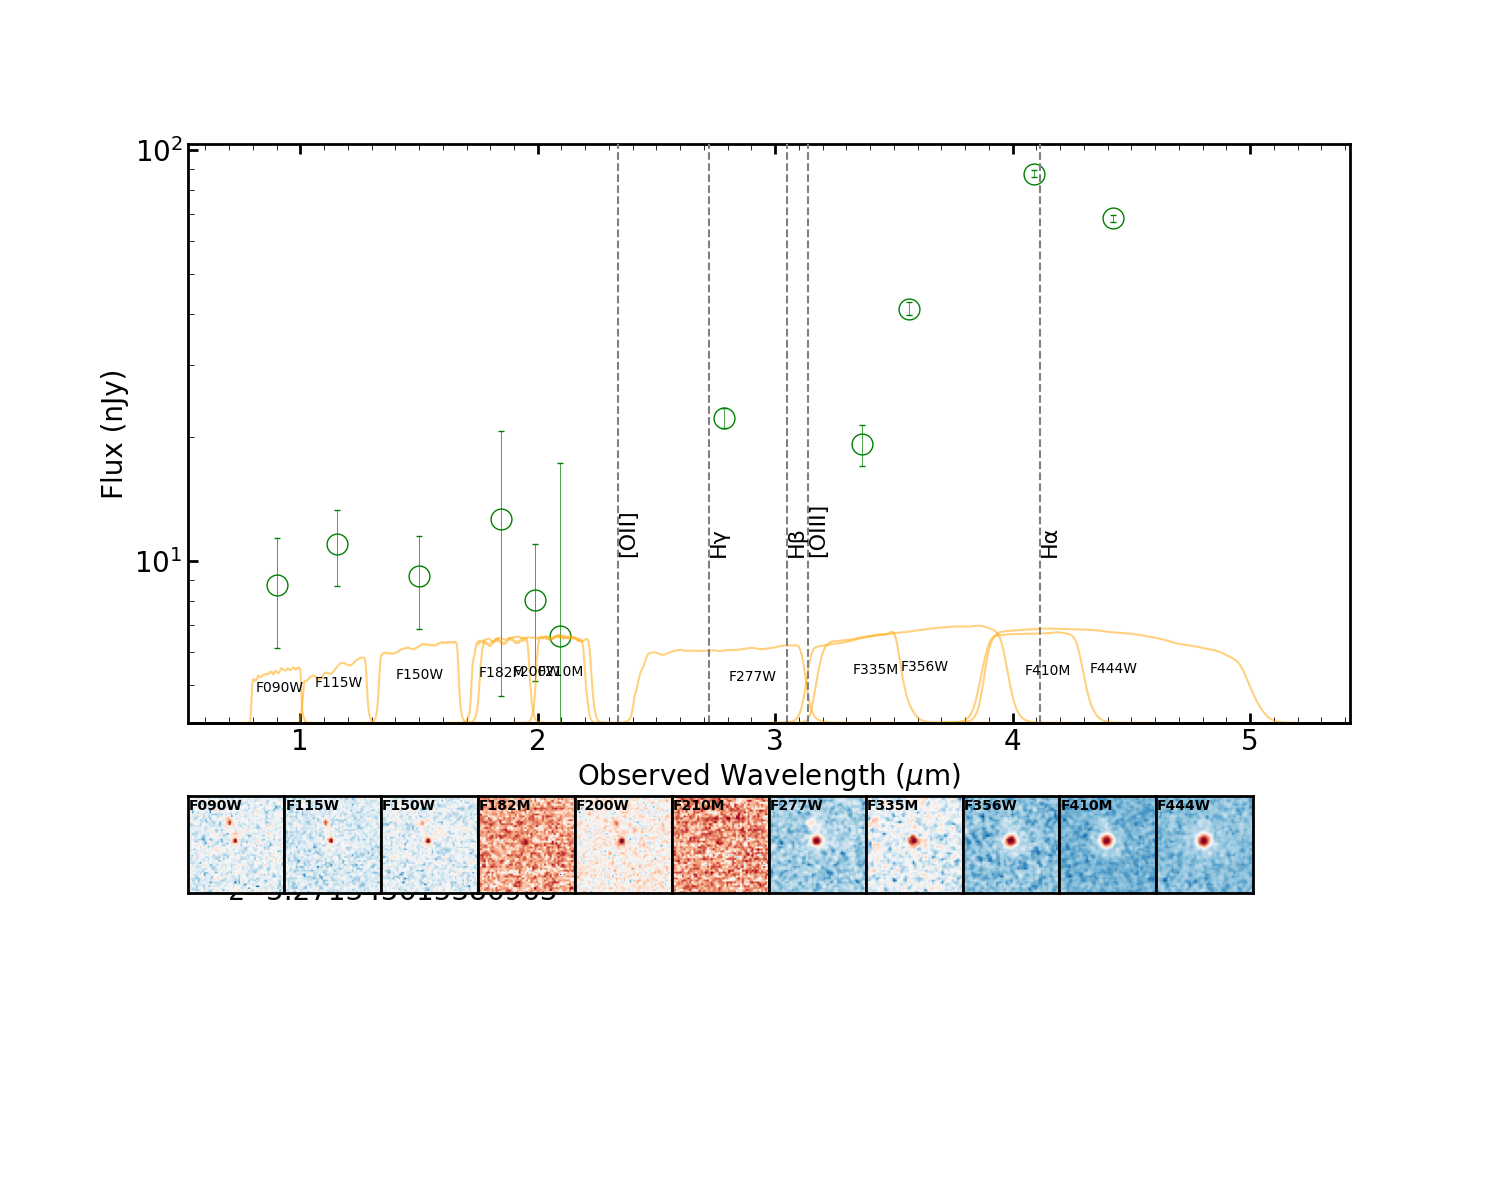 10²
10¹
Flux (nJy)
[OII]
Hγ
Hβ
[OIII]
Hα
F090W
F115W
F150W
F182M
F200W
F210M
F277W
F335M
F356W
F410M
F444W
1 2 3 4 5
Observed Wavelength (μm)
F090W F115W F150W F182M F200W F210M F277W F335M F356W F410M F444W